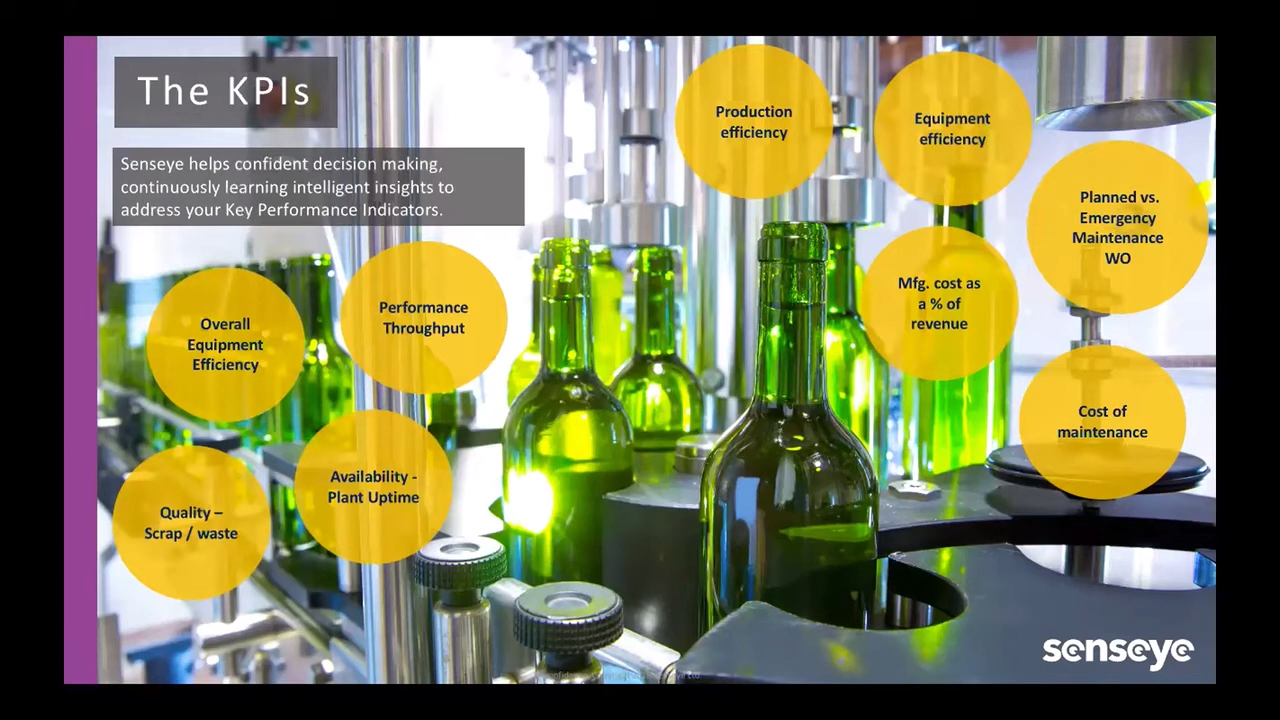 The KPIs
Senseye helps confident decision making,
continuously learning intelligent insights to
address your Key Performance Indicators.
Production
efficiency
Equipment
efficiency
Planned vs.
Emergency
Maintenance
WO
Mfg. cost as
a % of
revenue
Cost of
maintenance
Overall
Equipment
Efficiency
Performance
Throughput
Availability -
Plant Uptime
Quality –
Scrap / waste
senseye